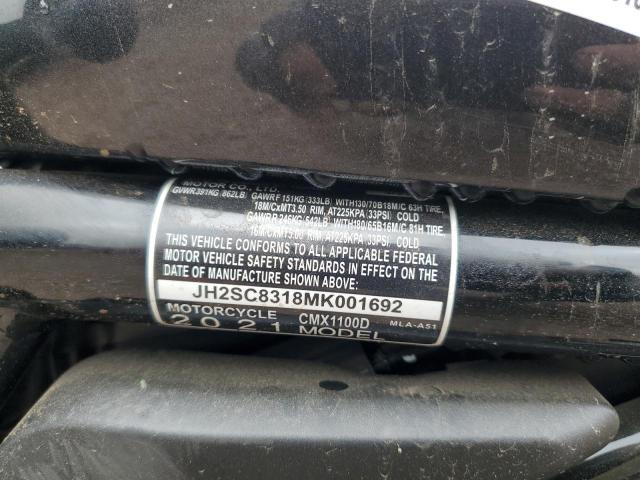 MOTOR CO., LTD.
GVWR391KG (862LB)
GAWRF 151KG (333LB) WITH130/70B18M/C 63H TIRE,
18M/CxMT3.50 RIM, AT225KPA (33PSI) COLD
GAWRR 246KG (542LB) WITH180/65B16M/C 81H TIRE
16M/CxMT5.00 RIM, AT225KPA (33PSI) COLD
THIS VEHICLE CONFORMS TO ALL APPLICABLE FEDERAL
MOTOR VEHICLE SAFETY STANDARDS IN EFFECT ON THE
DATE OF MANUFACTURE SHOWN ABOVE:
JH2SC8318MK001692
MOTORCYCLE CMX1100D MLA-A51
2021 MODEL